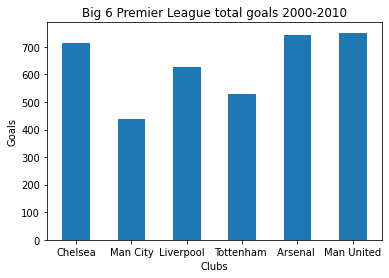 Big 6 Premier League total goals 2000-2010
700
600
500
400
300
200
100
0
Goals
Chelsea Man City Liverpool Tottenham Arsenal Man United
Clubs